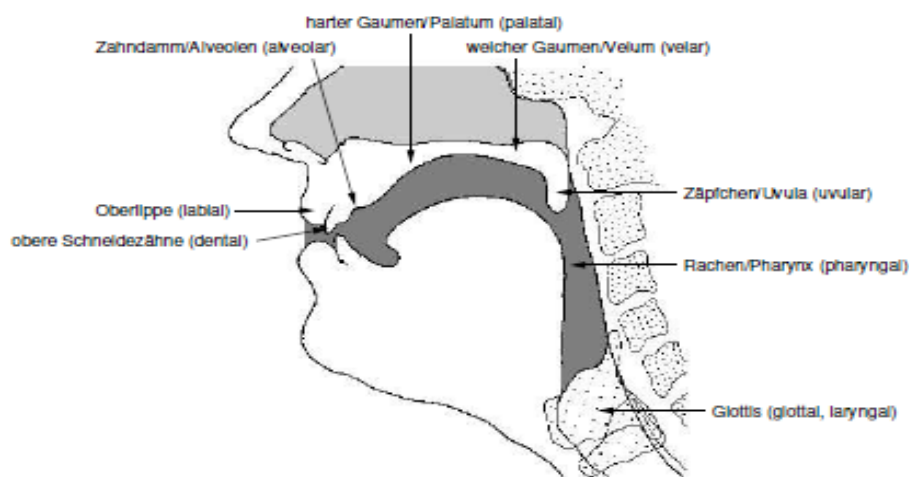 harter Gaumen/Palatum (palatal)
Zahndamm/Alveolen (alveolar)
weicher Gaumen/Velum (velar)
Zäpfchen/Uvula (uvular)
Oberlippe (labial)
obere Schneidezähne (dental)
Rachen/Pharynx (pharyngal)
Glottis (glottal, laryngal)